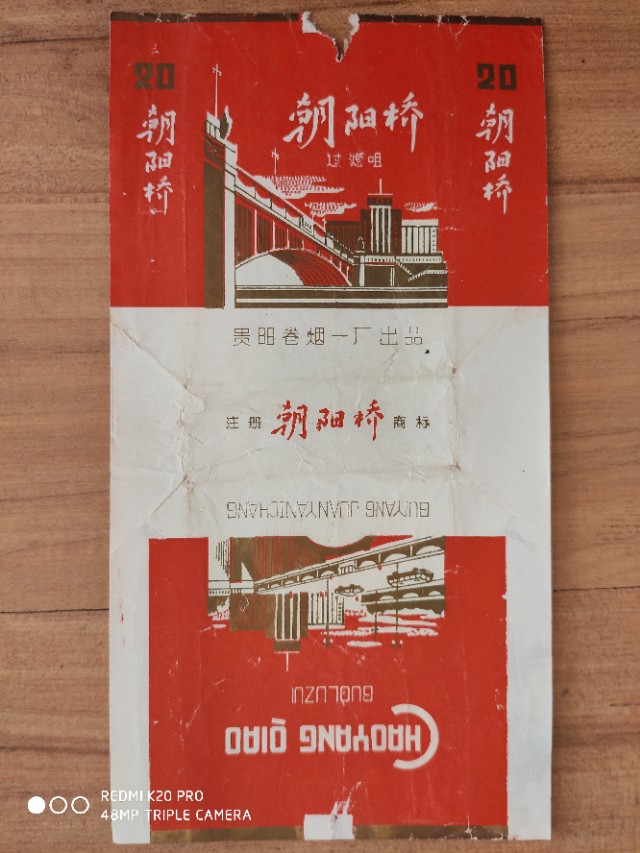 20
朝阳桥
朝阳桥
过滤咀
20
朝阳桥
贵阳卷烟一厂出品
注册 朝阳桥 商标
GUIYANG JUANYANYICHANG
GUOLUZUI
CHAOYANG QIAO
REDMI K20 PRO
48MP TRIPLE CAMERA